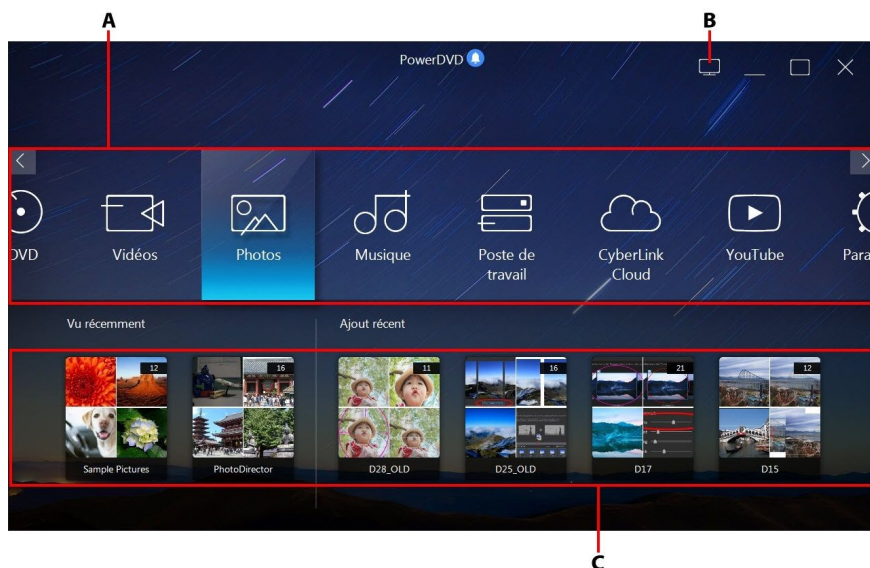 A
B
PowerDVD
DVD
Vidéos
Photos
Musique
Poste de
travail
CyberLink
Cloud
YouTube
Para
Vu récemment
Ajout récent
12
16
11
16
21
12
Sample Pictures
PhotoDirector
D28_OLD
D25_OLD
D17
D15
C